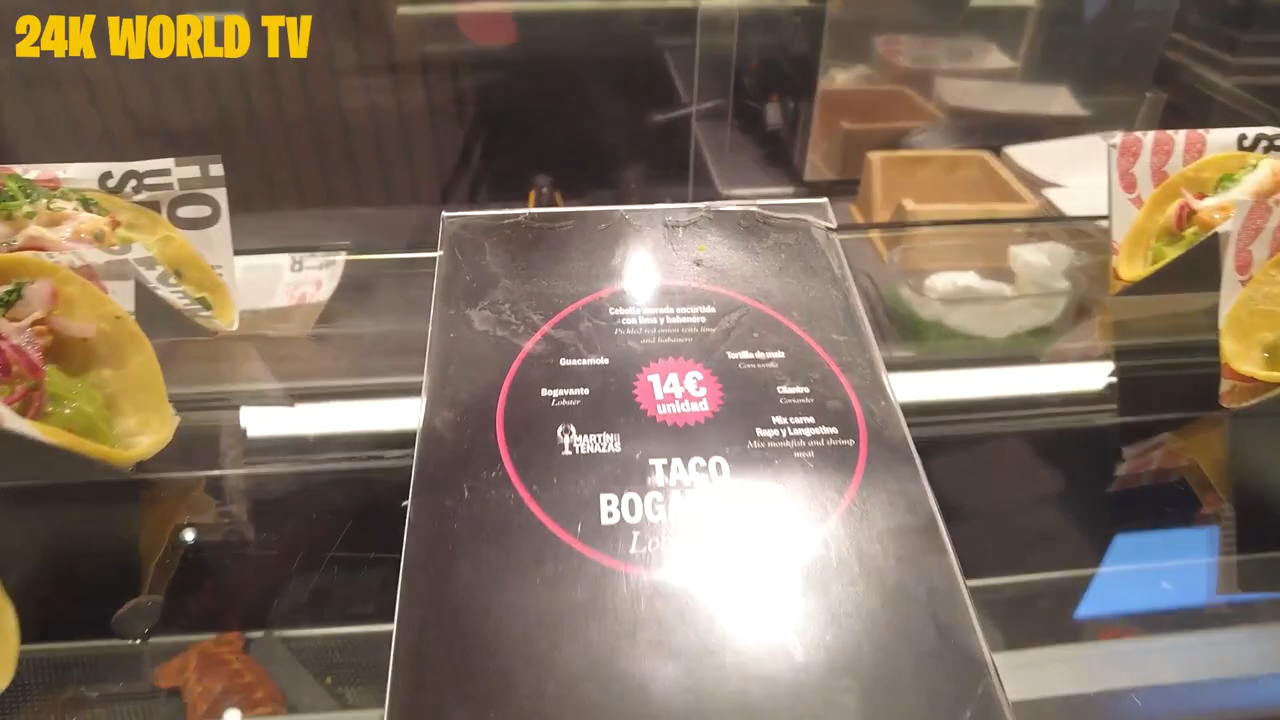 24K WORLD TV
Cebolla morada encurtida
con lima y habanero
Pickled red onion with lime
and habanero
Guacamole
Tortilla de maíz
Corn tortilla
14€
unidad
Bogavante
Lobster
Cilantro
Coriander
Mix carne
Rape y Langostino
Mix monkfish and shrimp
meat
MARTÍN
TENAZAS
TACO